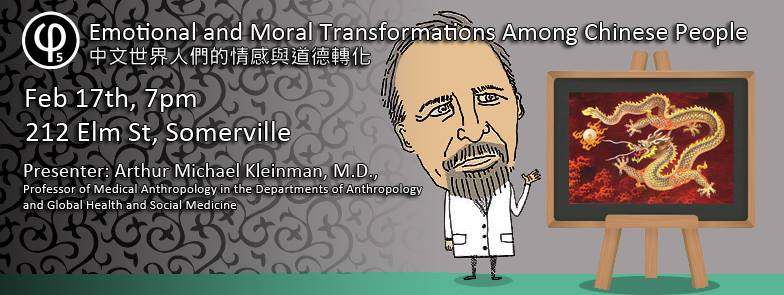 φ5
Emotional and Moral Transformations Among Chinese People
中文世界人們的情感與道德轉化
Feb 17th, 7pm
212 Elm St, Somerville
Presenter: Arthur Michael Kleinman, M.D.,
Professor of Medical Anthropology in the Departments of Anthropology
and Global Health and Social Medicine